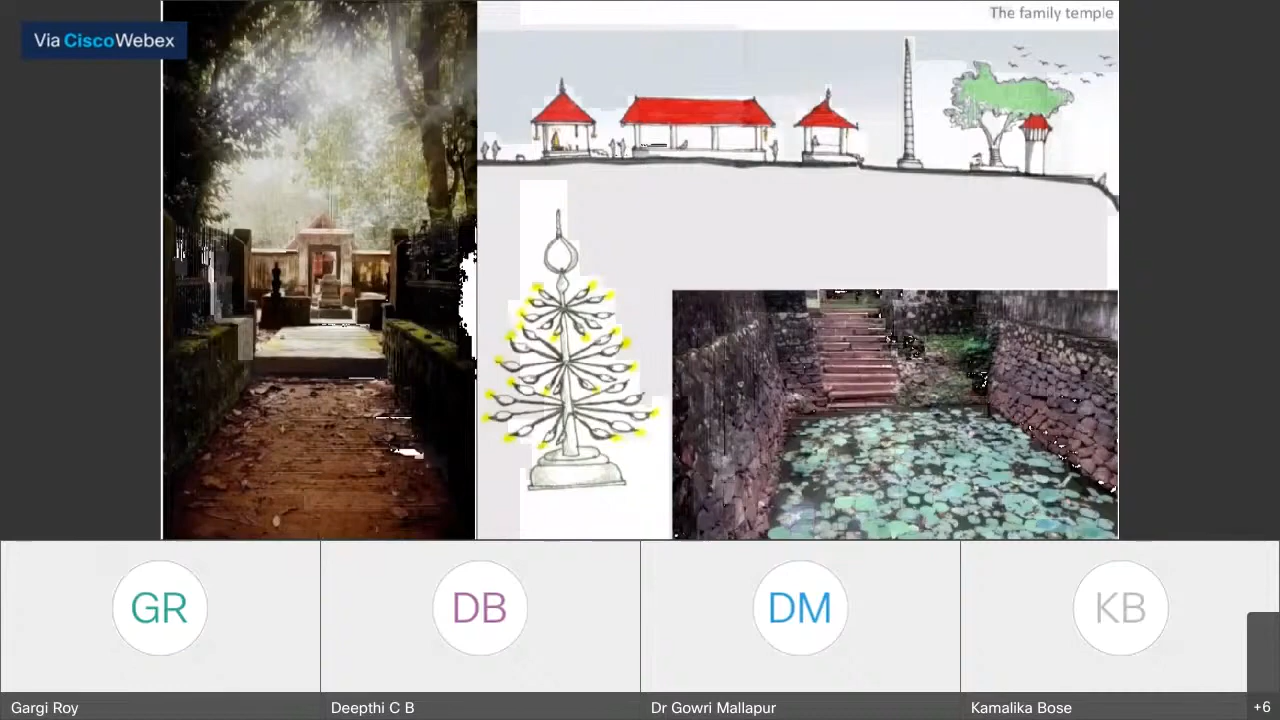 Via CiscoWebex
The family temple
GR
DB
DM
KB
Gargi Roy
Deepthi C B
Dr Gowri Mallapur
Kamalika Bose
+6